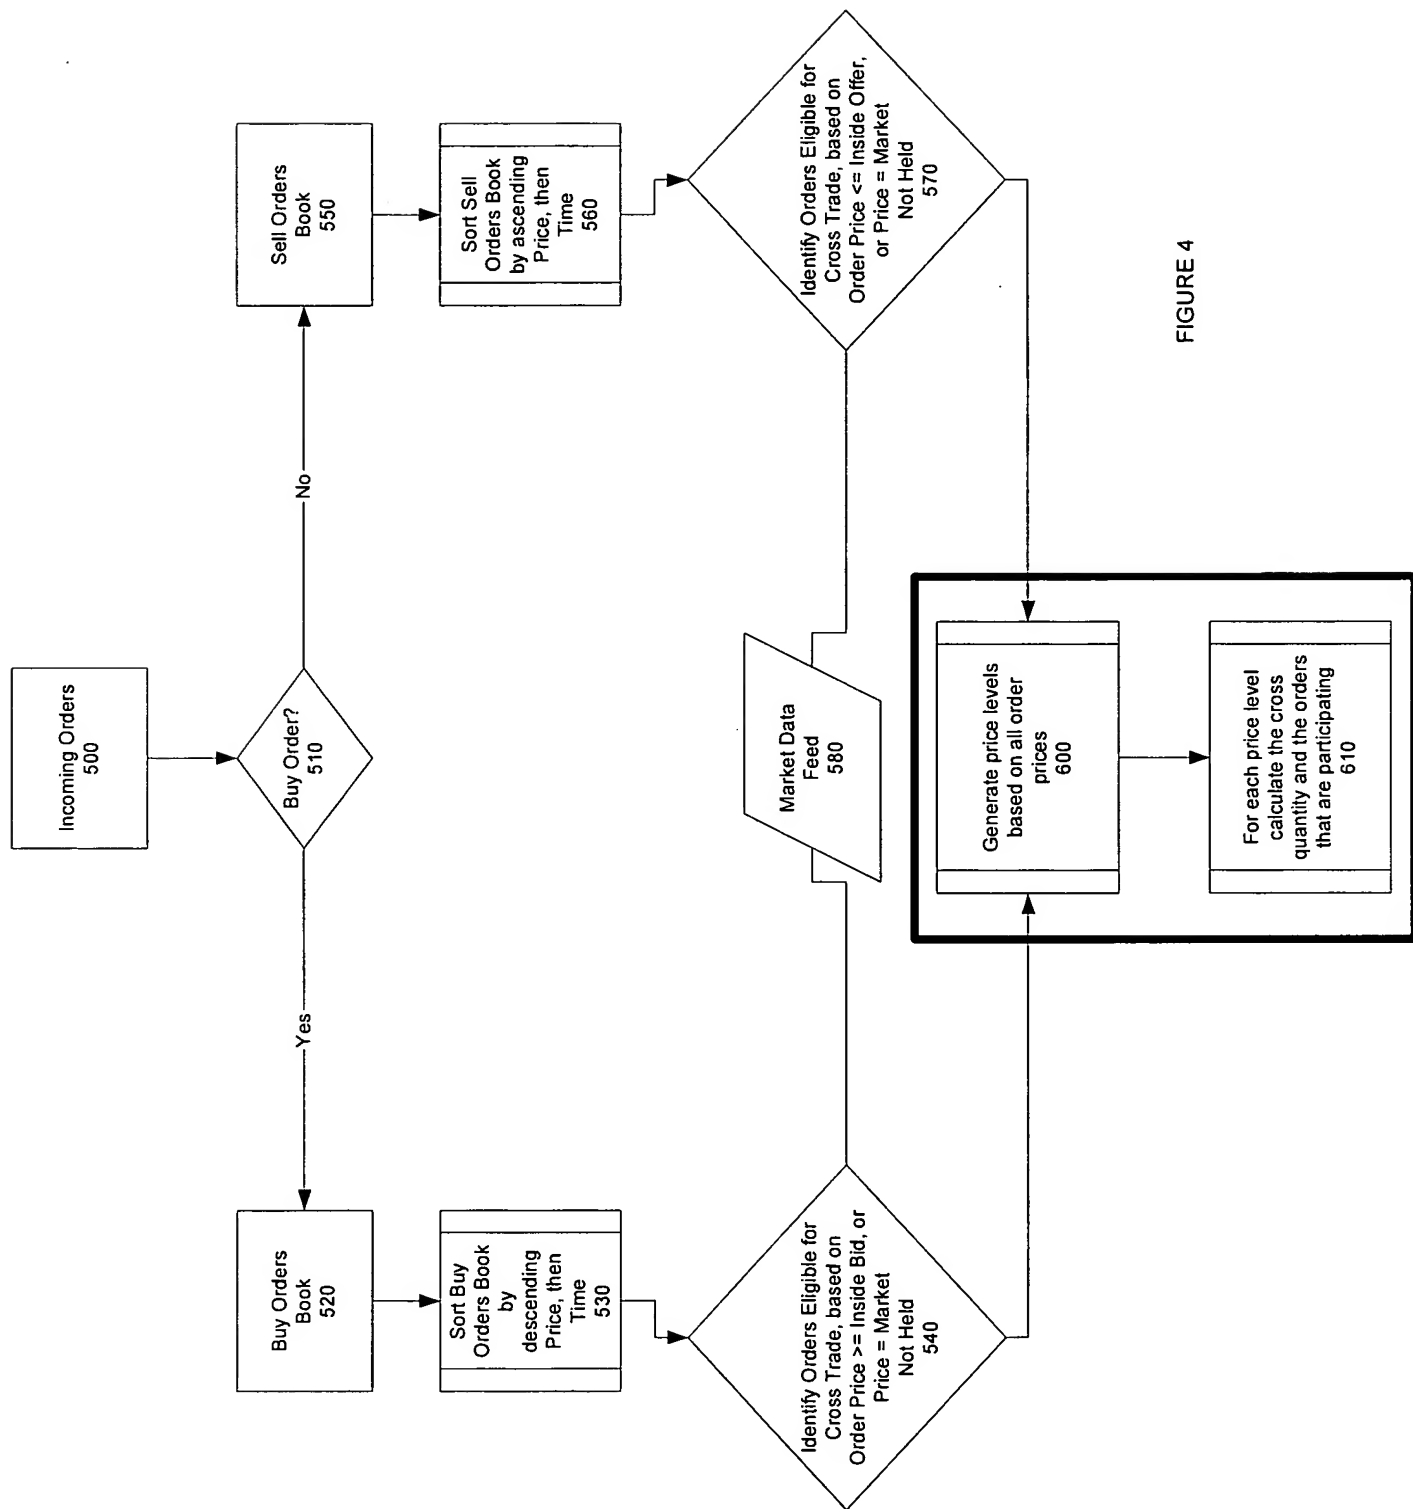 Incoming Orders
500
Buy Order?
510
Yes
No
Buy Orders
Book
520
Sell Orders
Book
550
Sort Buy
Orders Book
by
descending
Price, then
Time
530
Sort Sell
Orders Book
by ascending
Price, then
Time
560
Identify Orders Eligible for
Cross Trade, based on
Order Price >= Inside Bid, or
Price = Market
Not Held
540
Market Data
Feed
580
Identify Orders Eligible for
Cross Trade, based on
Order Price <= Inside Offer,
or Price = Market
Not Held
570
Generate price levels
based on all order
prices
600
For each price level
calculate the cross
quantity and the orders
that are participating
610
FIGURE 4